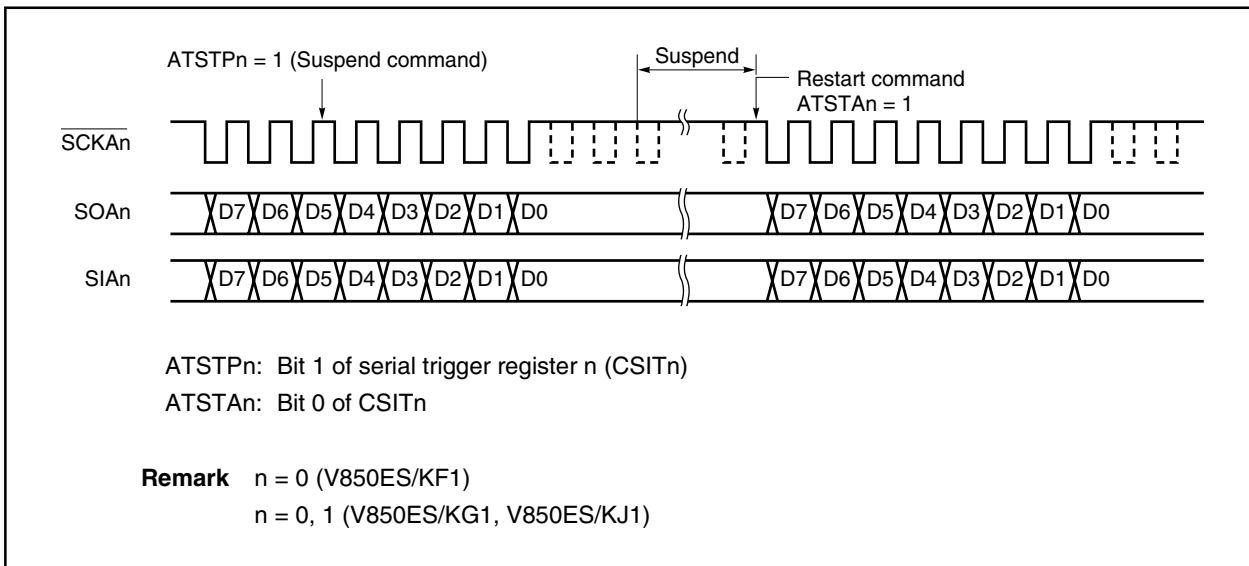 ATSTPn = 1 (Suspend command)
Suspend
Restart command
ATSTAn = 1
SCKAn
SOAn D7 D6 D5 D4 D3 D2 D1 D0 D7 D6 D5 D4 D3 D2 D1 D0
SIAn D7 D6 D5 D4 D3 D2 D1 D0 D7 D6 D5 D4 D3 D2 D1 D0
ATSTPn: Bit 1 of serial trigger register n (CSITn)
ATSTAn: Bit 0 of CSITn
Remark n = 0 (V850ES/KF1)
n = 0, 1 (V850ES/KG1, V850ES/KJ1)